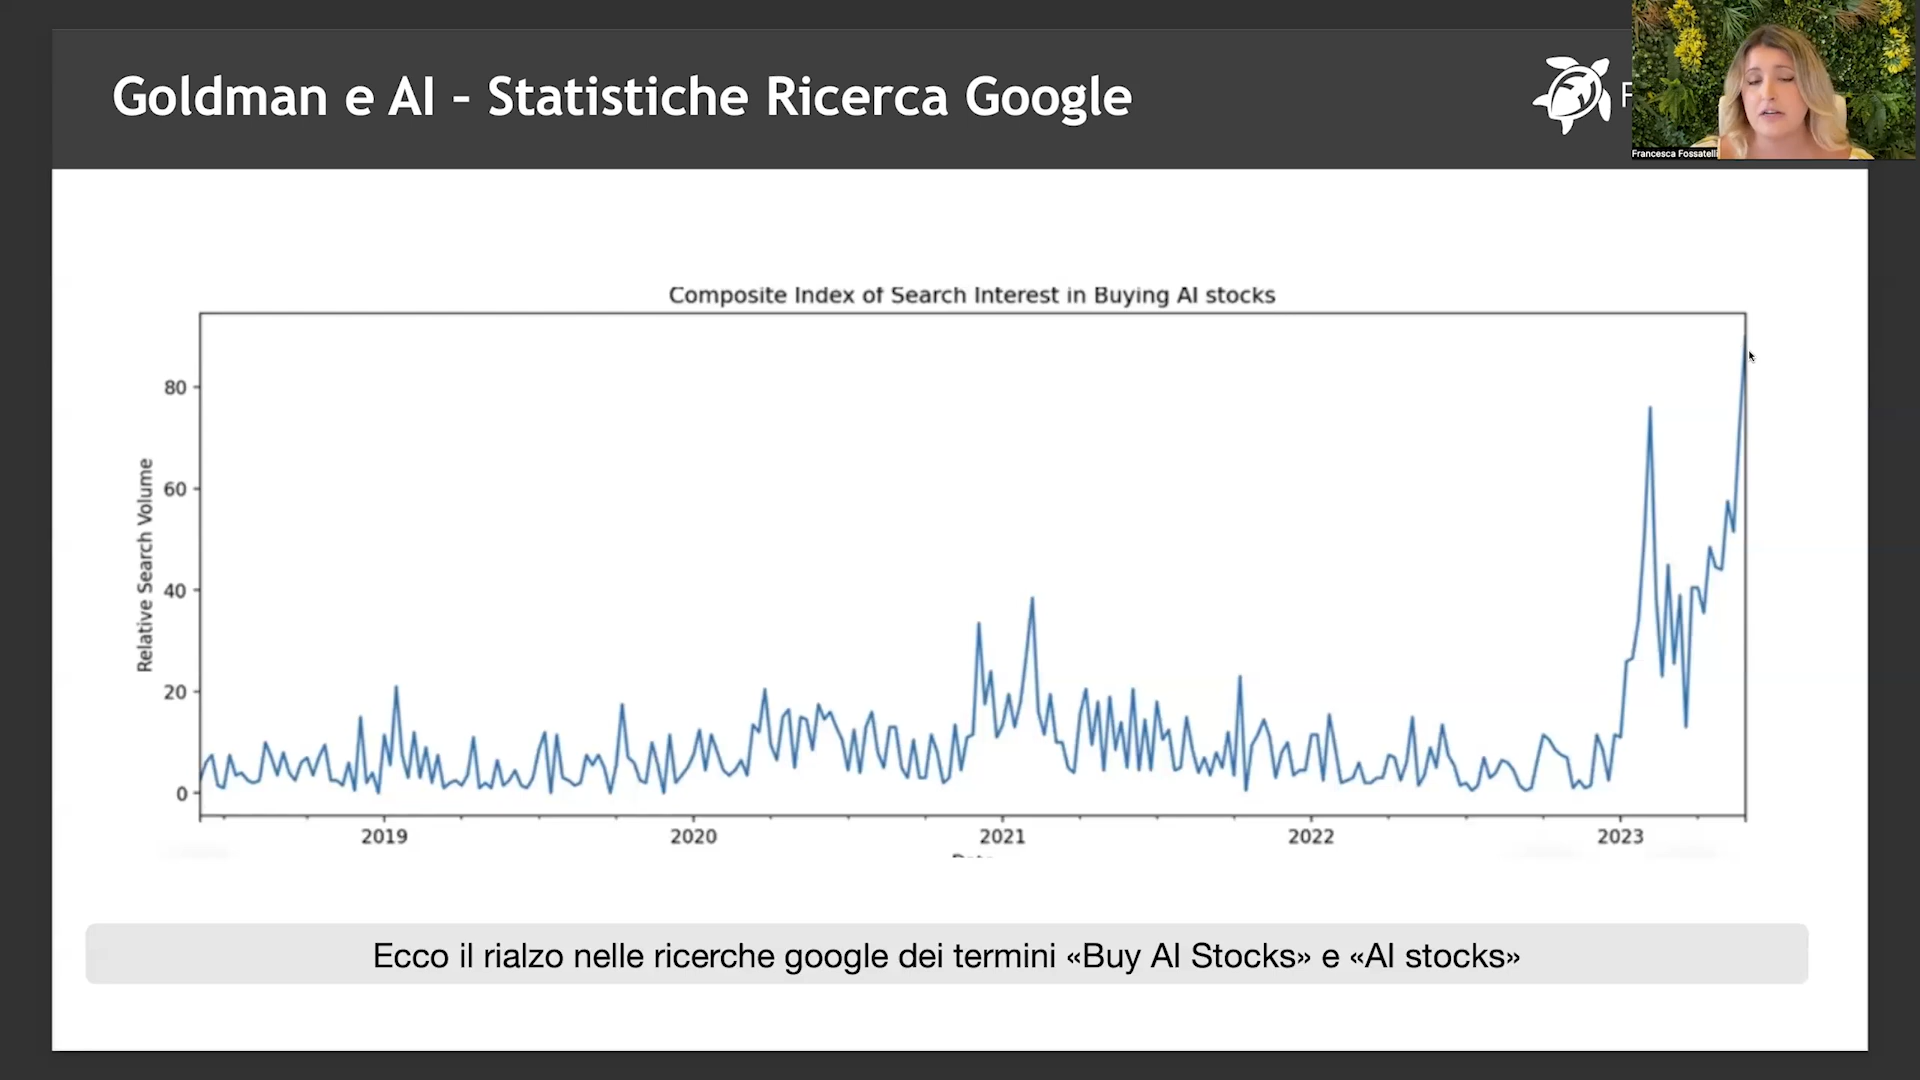 Goldman e AI – Statistiche Ricerca Google
F
Francesca Fossatelli
Composite Index of Search Interest in Buying AI stocks
Relative Search Volume
80
60
40
20
0
2019
2020
2021
2022
2023
Ecco il rialzo nelle ricerche google dei termini «Buy AI Stocks» e «AI stocks»